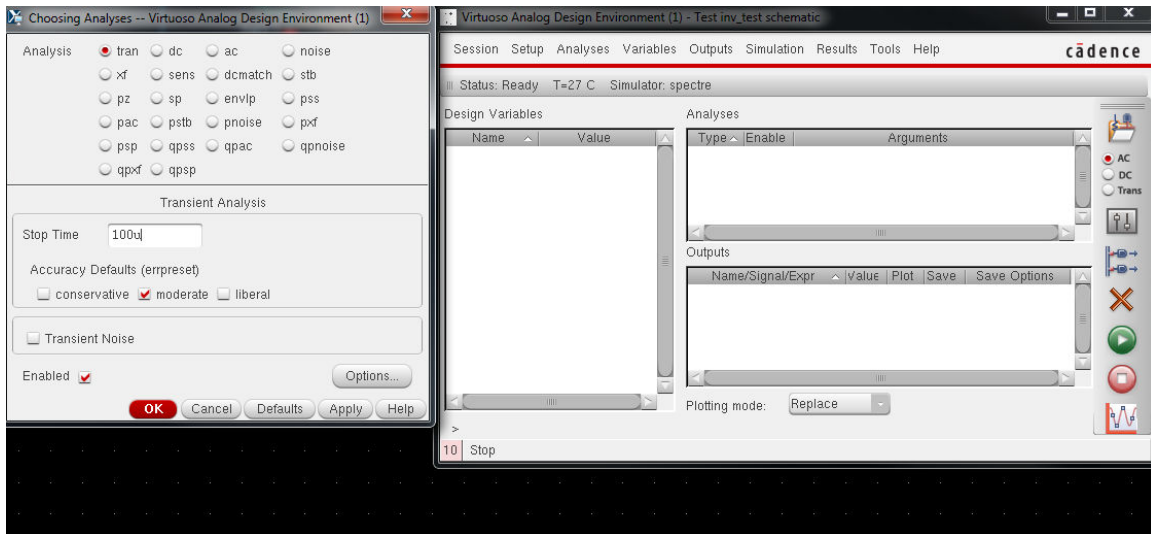 Choosing Analyses -- Virtuoso Analog Design Environment (1)
Analysis tran dc ac noise
xf sens dcmatch stb
pz sp envlp pss
pac pstb pnoise pxf
psp qpss qpac qpnoise
qpxf qpsp
Transient Analysis
Stop Time 100u
Accuracy Defaults (errpreset)
conservative moderate liberal
Transient Noise
Enabled Options...
OK Cancel Defaults Apply Help
Virtuoso Analog Design Environment (1) - Test inv_test schematic
Session Setup Analyses Variables Outputs Simulation Results Tools Help cādence
Status: Ready T=27 C Simulator: spectre
Design Variables
Name Value
Analyses
Type Enable Arguments
Outputs
Name/Signal/Expr Value Plot Save Save Options
Plotting mode: Replace
>
10 Stop
AC
DC
Trans